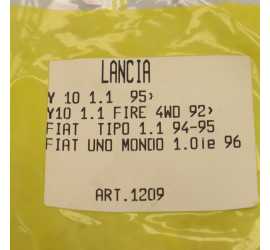 LANCIA
Y 10 1.1 95>
Y10 1.1 FIRE 4WD 92>
FIAT TIPO 1.1 94-95
FIAT UNO MONDO 1.0ie 96
ART.1209